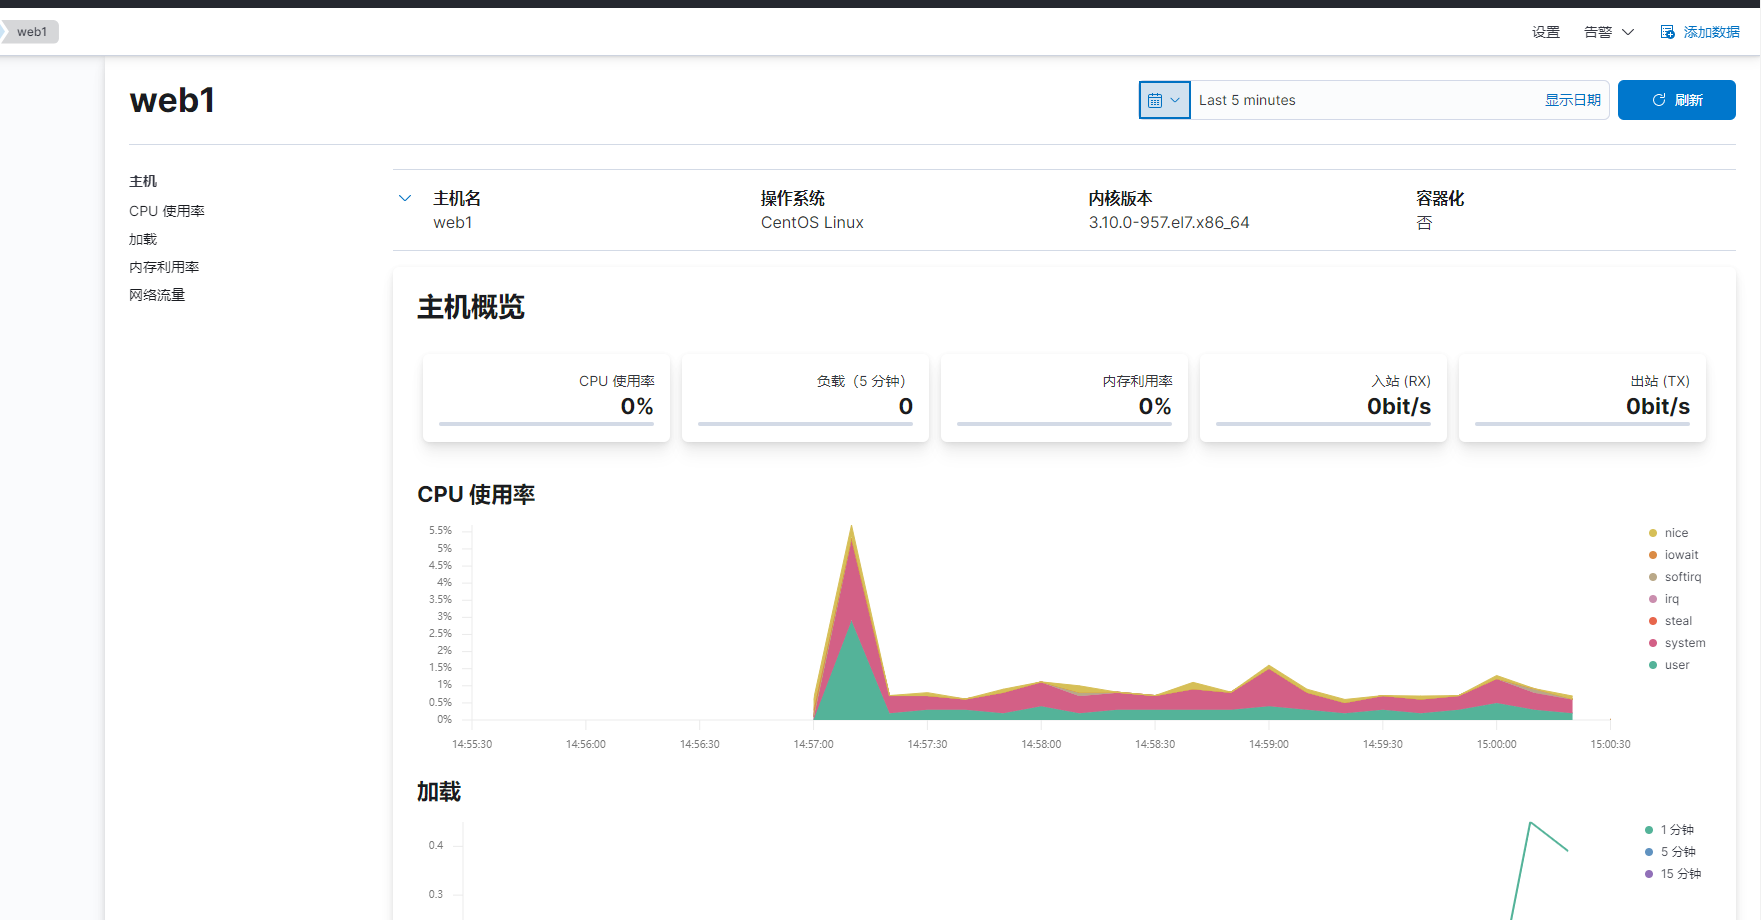 web1
设置
告警
添加数据
web1
Last 5 minutes
显示日期
刷新
主机
CPU 使用率
加载
内存利用率
网络流量
主机名
web1
操作系统
CentOS Linux
内核版本
3.10.0-957.el7.x86_64
容器化
否
主机概览
CPU 使用率
0%
负载（5 分钟）
0
内存利用率
0%
入站 (RX)
0bit/s
出站 (TX)
0bit/s
CPU 使用率
5.5%
5%
4.5%
4%
3.5%
3%
2.5%
2%
1.5%
1%
0.5%
0%
14:55:30
14:56:00
14:56:30
14:57:00
14:57:30
14:58:00
14:58:30
14:59:00
14:59:30
15:00:00
15:00:30
nice
iowait
softirq
irq
steal
system
user
加载
0.4
0.3
1 分钟
5 分钟
15 分钟